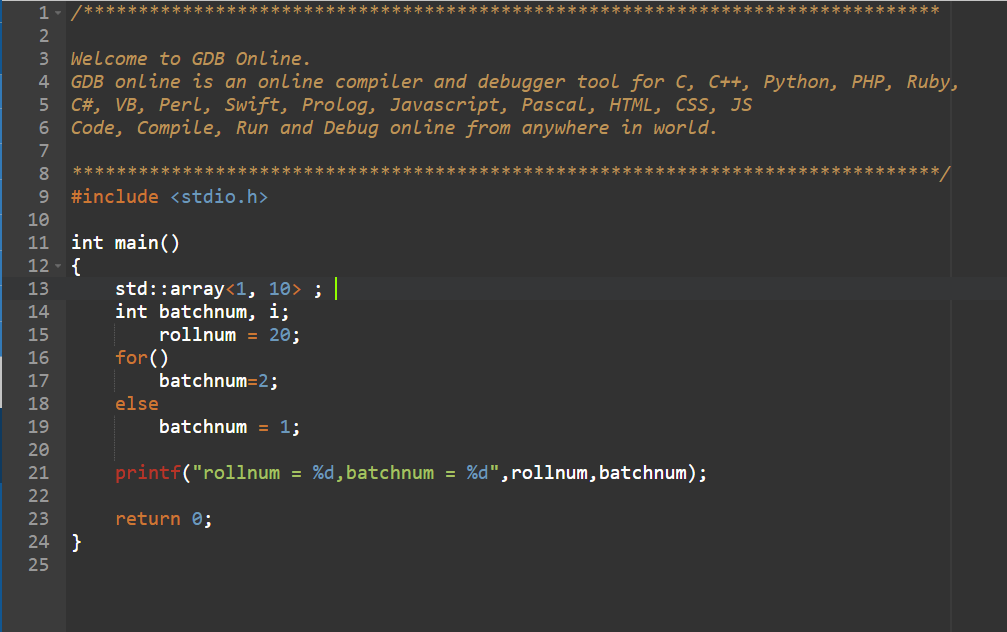 1 /******************************************************************************
2
3 Welcome to GDB Online.
4 GDB online is an online compiler and debugger tool for C, C++, Python, PHP, Ruby,
5 C#, VB, Perl, Swift, Prolog, Javascript, Pascal, HTML, CSS, JS
6 Code, Compile, Run and Debug online from anywhere in world.
7
8 *******************************************************************************/
9 #include <stdio.h>
10
11 int main()
12 {
13     std::array<1, 10> ;
14     int batchnum, i;
15         rollnum = 20;
16     for()
17         batchnum=2;
18     else
19         batchnum = 1;
20
21     printf("rollnum = %d,batchnum = %d",rollnum,batchnum);
22
23     return 0;
24 }
25